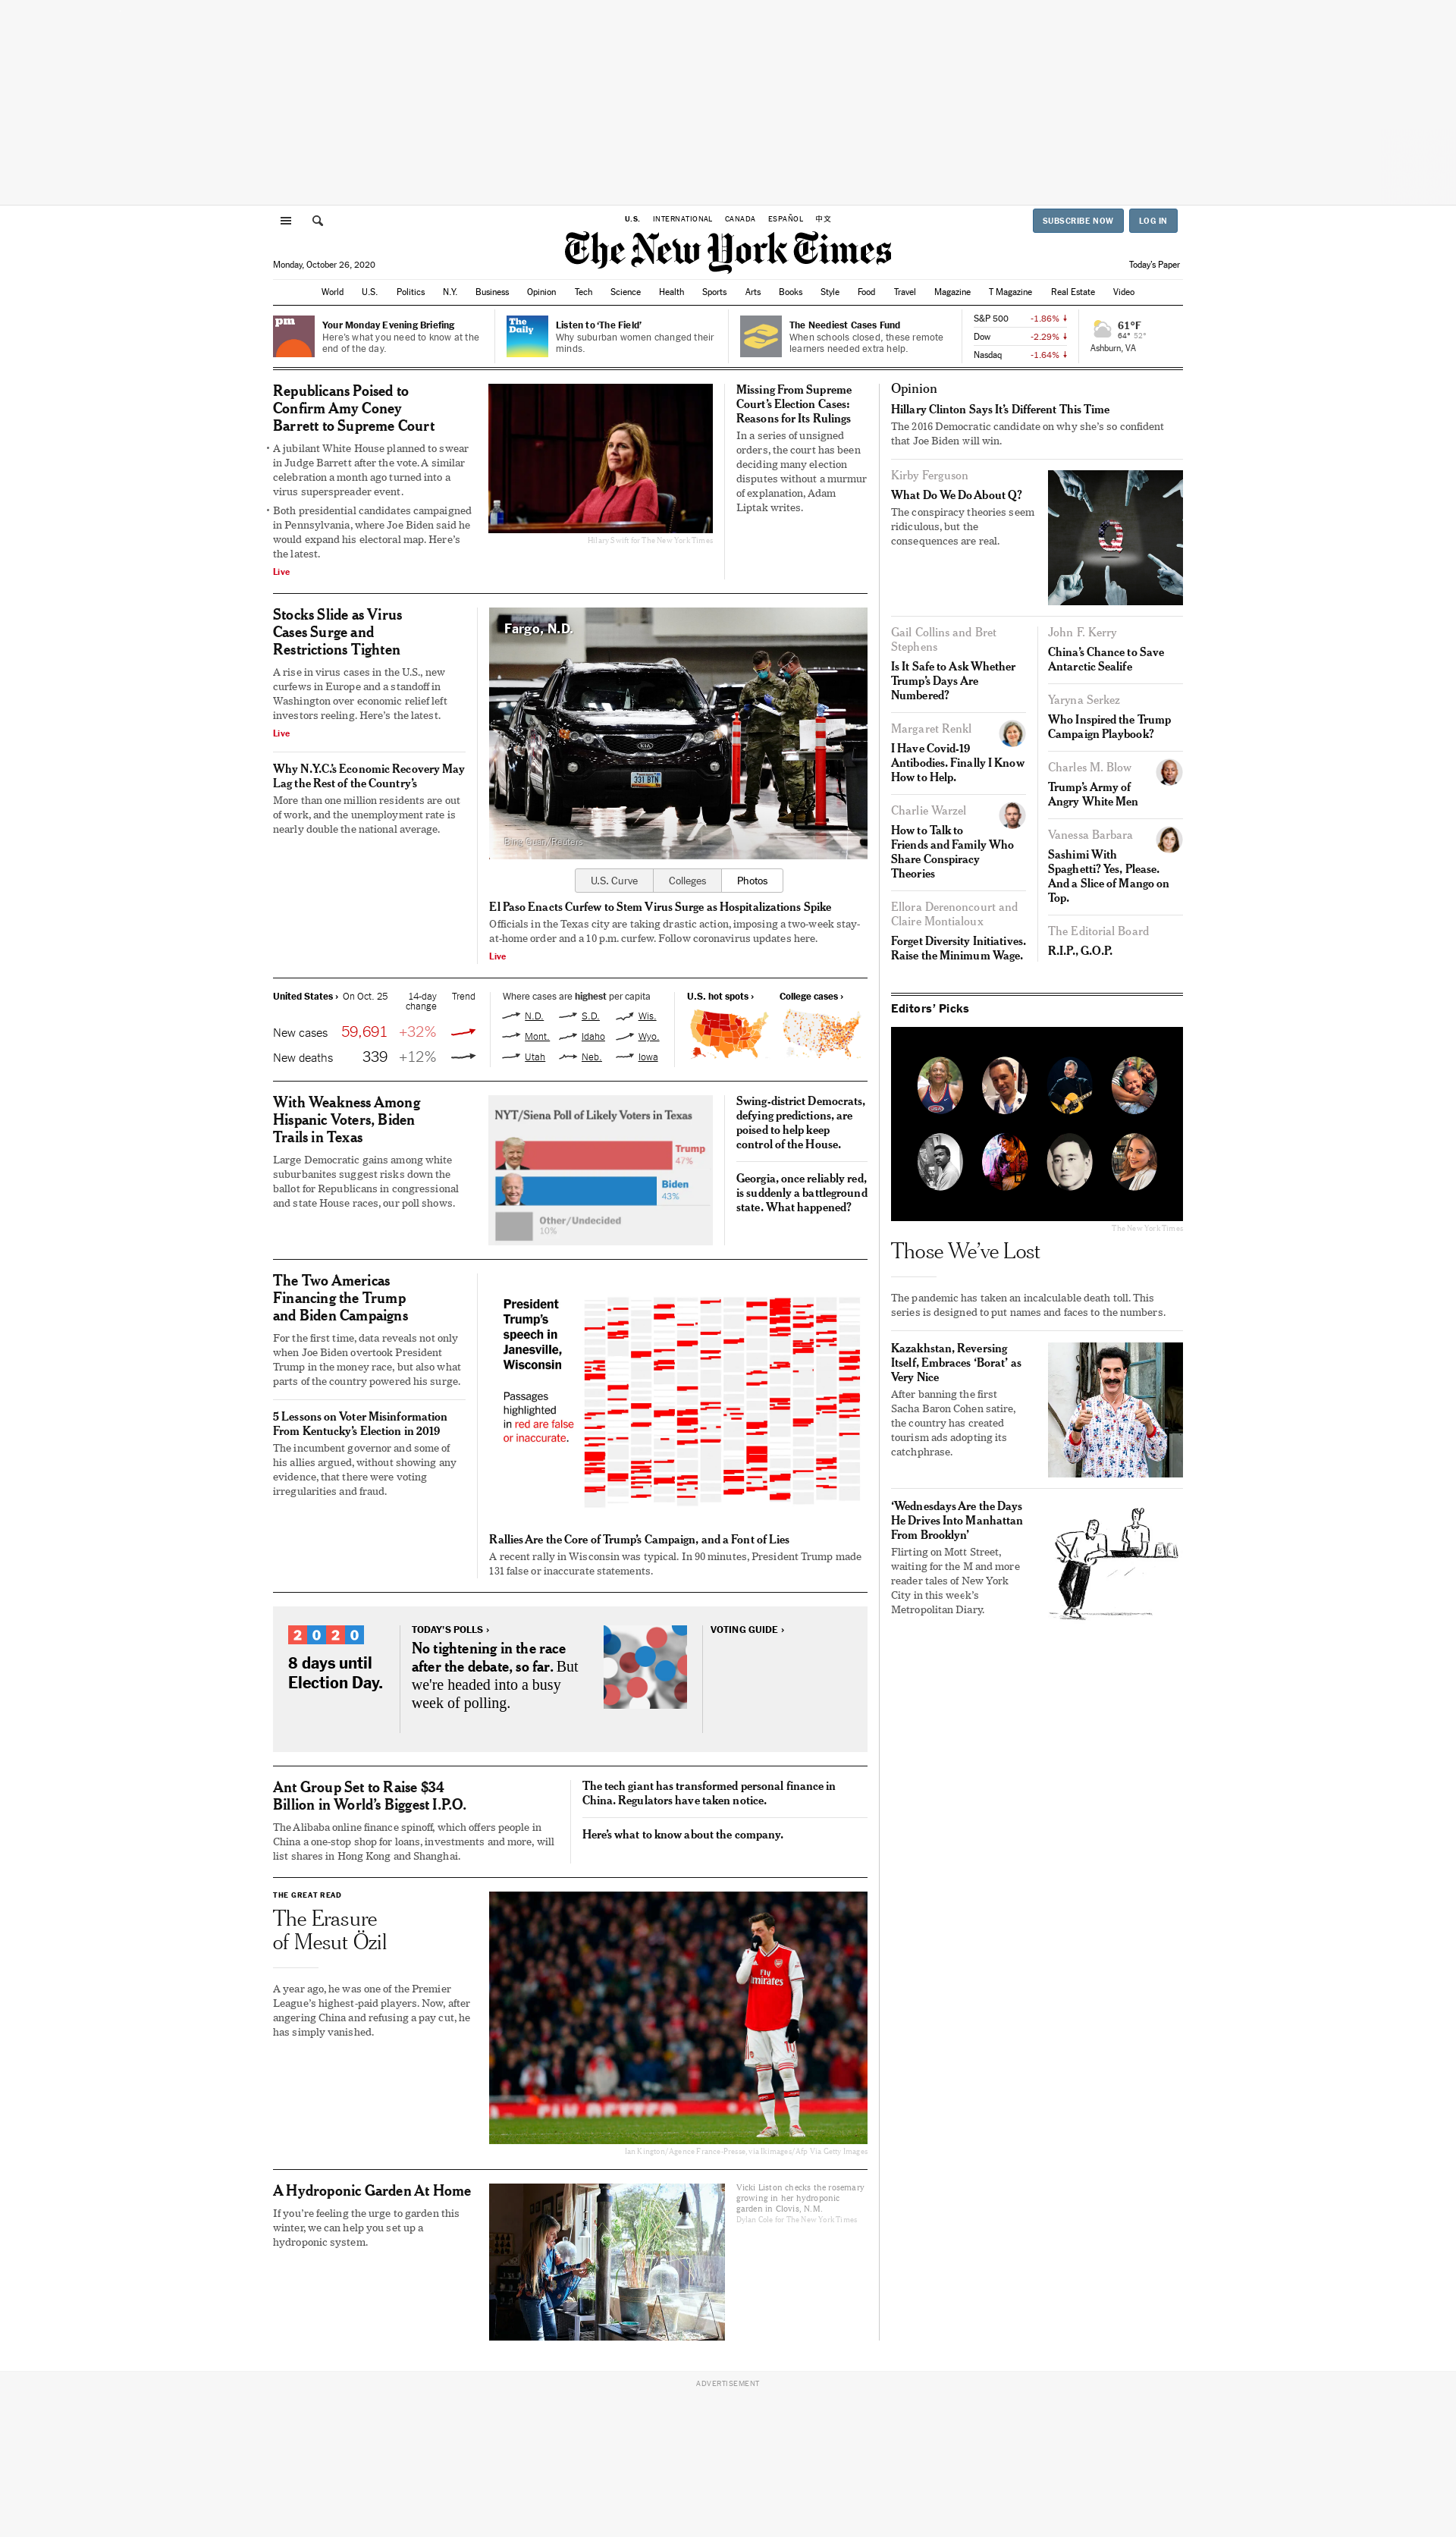 U.S. INTERNATIONAL CANADA ESPAÑOL 中文
SUBSCRIBE NOW LOG IN
The New York Times
Monday, October 26, 2020
Today's Paper
World U.S. Politics N.Y. Business Opinion Tech Science Health Sports Arts Books Style Food Travel Magazine T Magazine Real Estate Video
pm
Your Monday Evening Briefing
Here's what you need to know at the
end of the day.
The
Daily
Listen to 'The Field'
Why suburban women changed their
minds.
The Neediest Cases Fund
When schools closed, these remote
learners needed extra help.
S&P 500 -1.86%
Dow -2.29%
Nasdaq -1.64%
61°F
64° 52°
Ashburn, VA
Republicans Poised to
Confirm Amy Coney
Barrett to Supreme Court
• A jubilant White House planned to swear
in Judge Barrett after the vote. A similar
celebration a month ago turned into a
virus superspreader event.
• Both presidential candidates campaigned
in Pennsylvania, where Joe Biden said he
would expand his electoral map. Here's
the latest.
Live
Hilary Swift for The New York Times
Missing From Supreme
Court's Election Cases:
Reasons for Its Rulings
In a series of unsigned
orders, the court has been
deciding many election
disputes without a murmur
of explanation, Adam
Liptak writes.
Stocks Slide as Virus
Cases Surge and
Restrictions Tighten
A rise in virus cases in the U.S., new
curfews in Europe and a standoff in
Washington over economic relief left
investors reeling. Here's the latest.
Live
Why N.Y.C.'s Economic Recovery May
Lag the Rest of the Country's
More than one million residents are out
of work, and the unemployment rate is
nearly double the national average.
Fargo, N.D.
KIA
331 BTN
U.S. Curve Colleges Photos
El Paso Enacts Curfew to Stem Virus Surge as Hospitalizations Spike
Officials in the Texas city are taking drastic action, imposing a two-week stay-
at-home order and a 10 p.m. curfew. Follow coronavirus updates here.
Live
United States › On Oct. 25 14-day Trend
change
New cases 59,691 +32%
New deaths 339 +12%
Where cases are highest per capita
N.D. S.D. Wis.
Mont. Idaho Wyo.
Utah Neb. Iowa
U.S. hot spots › College cases ›
With Weakness Among
Hispanic Voters, Biden
Trails in Texas
Large Democratic gains among white
suburbanites suggest risks down the
ballot for Republicans in congressional
and state House races, our poll shows.
NYT/Siena Poll of Likely Voters in Texas
Trump
47%
Biden
43%
Other/Undecided
10%
Swing-district Democrats,
defying predictions, are
poised to help keep
control of the House.
Georgia, once reliably red,
is suddenly a battleground
state. What happened?
The Two Americas
Financing the Trump
and Biden Campaigns
For the first time, data reveals not only
when Joe Biden overtook President
Trump in the money race, but also what
parts of the country powered his surge.
5 Lessons on Voter Misinformation
From Kentucky's Election in 2019
The incumbent governor and some of
his allies argued, without showing any
evidence, that there were voting
irregularities and fraud.
President
Trump's
speech in
Janesville,
Wisconsin
Passages
highlighted
in red are false
or inaccurate.
Rallies Are the Core of Trump's Campaign, and a Font of Lies
A recent rally in Wisconsin was typical. In 90 minutes, President Trump made
131 false or inaccurate statements.
2020
8 days until
Election Day.
TODAY'S POLLS ›
No tightening in the race
after the debate, so far. But
we're headed into a busy
week of polling.
VOTING GUIDE ›
Ant Group Set to Raise $34
Billion in World's Biggest I.P.O.
The Alibaba online finance spinoff, which offers people in
China a one-stop shop for loans, investments and more, will
list shares in Hong Kong and Shanghai.
The tech giant has transformed personal finance in
China. Regulators have taken notice.
Here's what to know about the company.
THE GREAT READ
The Erasure
of Mesut Özil
A year ago, he was one of the Premier
League's highest-paid players. Now, after
angering China and refusing a pay cut, he
has simply vanished.
Fly
Emirates
10
Ian Kington/Agence France-Presse, via Ikimages/Afp Via Getty Images
A Hydroponic Garden At Home
If you're feeling the urge to garden this
winter, we can help you set up a
hydroponic system.
Vicki Liston checks the rosemary
growing in her hydroponic
garden in Clovis, N.M.
Dylan Cole for The New York Times
Opinion
Hillary Clinton Says It's Different This Time
The 2016 Democratic candidate on why she's so confident
that Joe Biden will win.
Kirby Ferguson
What Do We Do About Q?
The conspiracy theories seem
ridiculous, but the
consequences are real.
Q
Gail Collins and Bret
Stephens
Is It Safe to Ask Whether
Trump's Days Are
Numbered?
Margaret Renkl
I Have Covid-19
Antibodies. Finally I Know
How to Help.
Charlie Warzel
How to Talk to
Friends and Family Who
Share Conspiracy
Theories
Ellora Derenoncourt and
Claire Montialoux
Forget Diversity Initiatives.
Raise the Minimum Wage.
John F. Kerry
China's Chance to Save
Antarctic Sealife
Yaryna Serkez
Who Inspired the Trump
Campaign Playbook?
Charles M. Blow
Trump's Army of
Angry White Men
Vanessa Barbara
Sashimi With
Spaghetti? Yes, Please.
And a Slice of Mango on
Top.
The Editorial Board
R.I.P., G.O.P.
Editors' Picks
The New York Times
Those We've Lost
The pandemic has taken an incalculable death toll. This
series is designed to put names and faces to the numbers.
Kazakhstan, Reversing
Itself, Embraces 'Borat' as
Very Nice
After banning the first
Sacha Baron Cohen satire,
the country has created
tourism ads adopting its
catchphrase.
'Wednesdays Are the Days
He Drives Into Manhattan
From Brooklyn'
Flirting on Mott Street,
waiting for the M and more
reader tales of New York
City in this week's
Metropolitan Diary.
ADVERTISEMENT